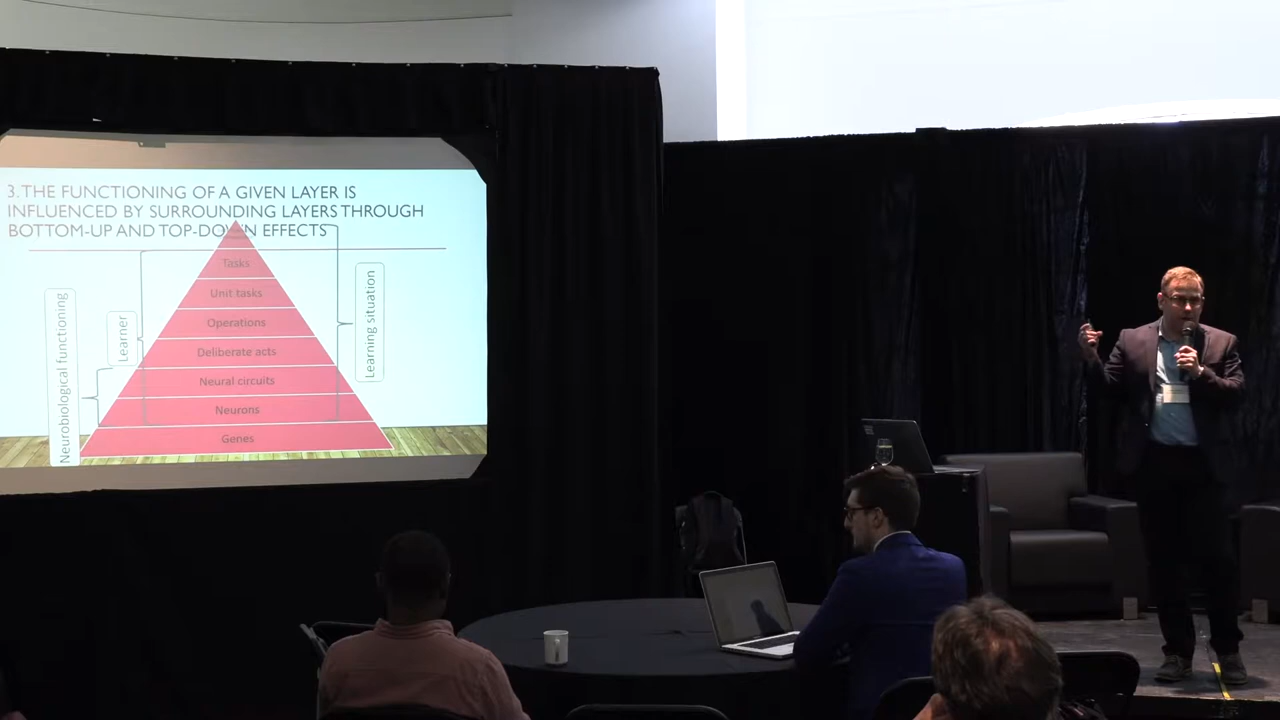 3. THE FUNCTIONING OF A GIVEN LAYER IS
INFLUENCED BY SURROUNDING LAYERS THROUGH
BOTTOM-UP AND TOP-DOWN EFFECTS
Tasks
Unit tasks
Operations
Deliberate acts
Neural circuits
Neurons
Genes
Neurobiological functioning
Learner
Learning situation